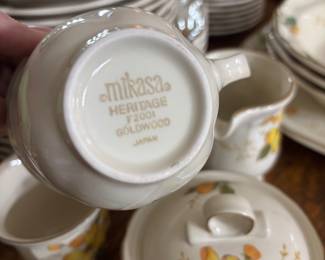 ©mikasa®
HERITAGE
F2001
GOLDWOOD
JAPAN